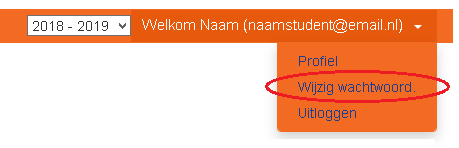 2018 - 2019 Welkom Naam (naamstudent@email.nl)
Profiel
Wijzig wachtwoord.
Uitloggen